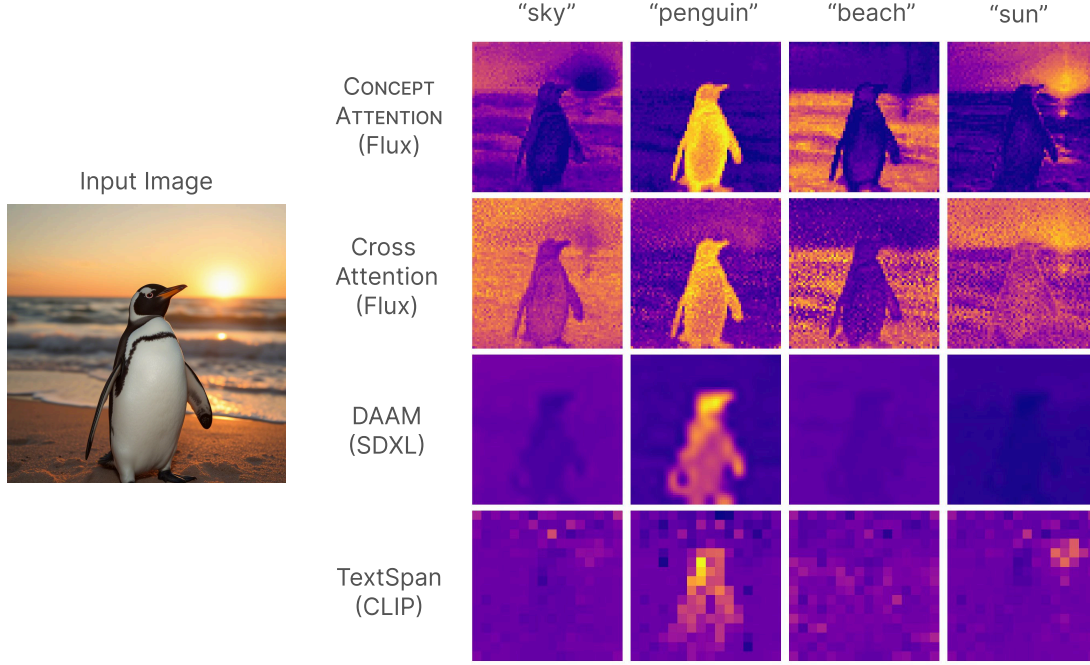 “sky” “penguin” “beach” “sun”
CONCEPT
ATTENTION
(Flux)
Input Image
Cross
Attention
(Flux)
DAAM
(SDXL)
TextSpan
(CLIP)